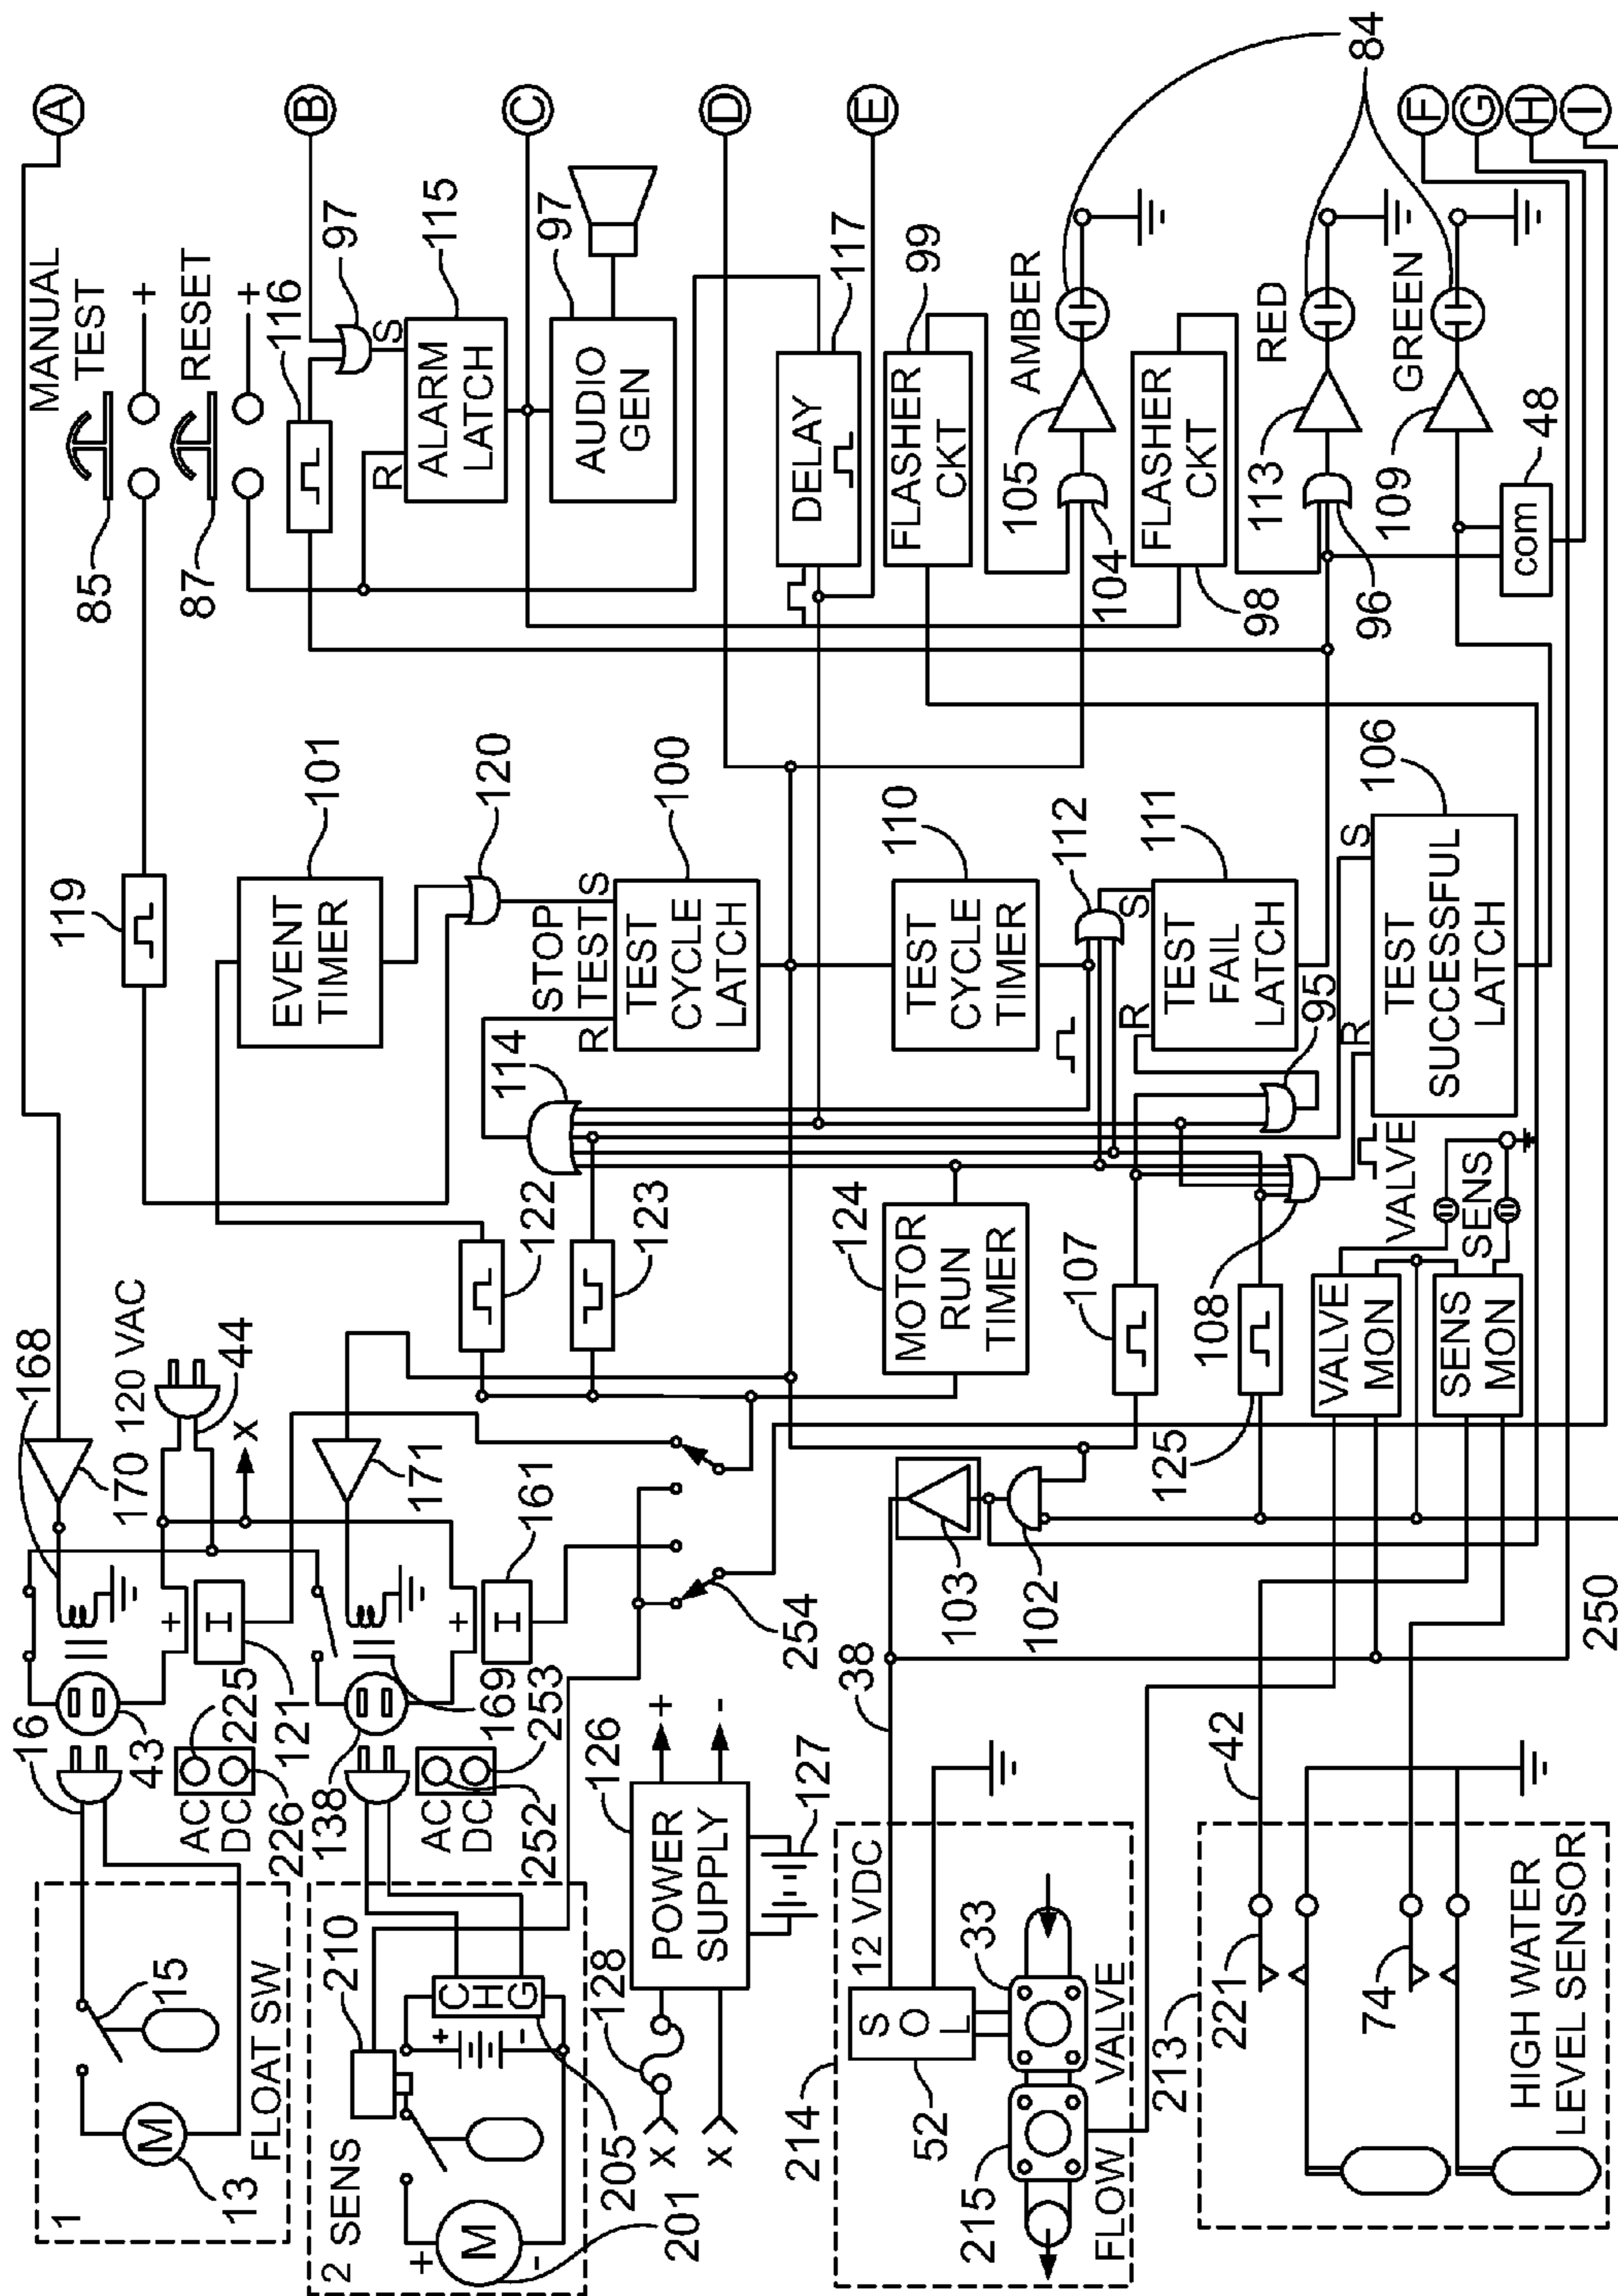 1
FLOAT SW
13
15
16
43
AC
DC
225
226
121
I
+
168
170
120 VAC
44
X
2 SENS
210
M
M
+
-
+
-
C
H
G
201
205
138
AC
DC
252
253
169
+
I
161
171
254
X
X
128
POWER
SUPPLY
126
+
-
127
MANUAL
TEST
+
RESET
+
85
87
119
116
97
S
R
ALARM
LATCH
115
AUDIO
GEN
97
A
B
C
D
E
F
G
H
I
EVENT
TIMER
101
120
STOP
TEST
S
R
TEST
CYCLE
LATCH
100
114
122
123
MOTOR
RUN
TIMER
124
TEST
CYCLE
TIMER
110
112
S
R
TEST
FAIL
LATCH
111
95
107
108
125
S
R
TEST
SUCCESSFUL
LATCH
106
DELAY
117
FLASHER
CKT
99
AMBER
105
104
FLASHER
CKT
98
RED
113
96
GREEN
109
84
com
48
VALVE
SENS
VALVE
MON
SENS
MON
103
102
250
38
42
214
12 VDC
S
O
L
52
33
215
FLOW VALVE
213
221
74
HIGH WATER
LEVEL SENSOR